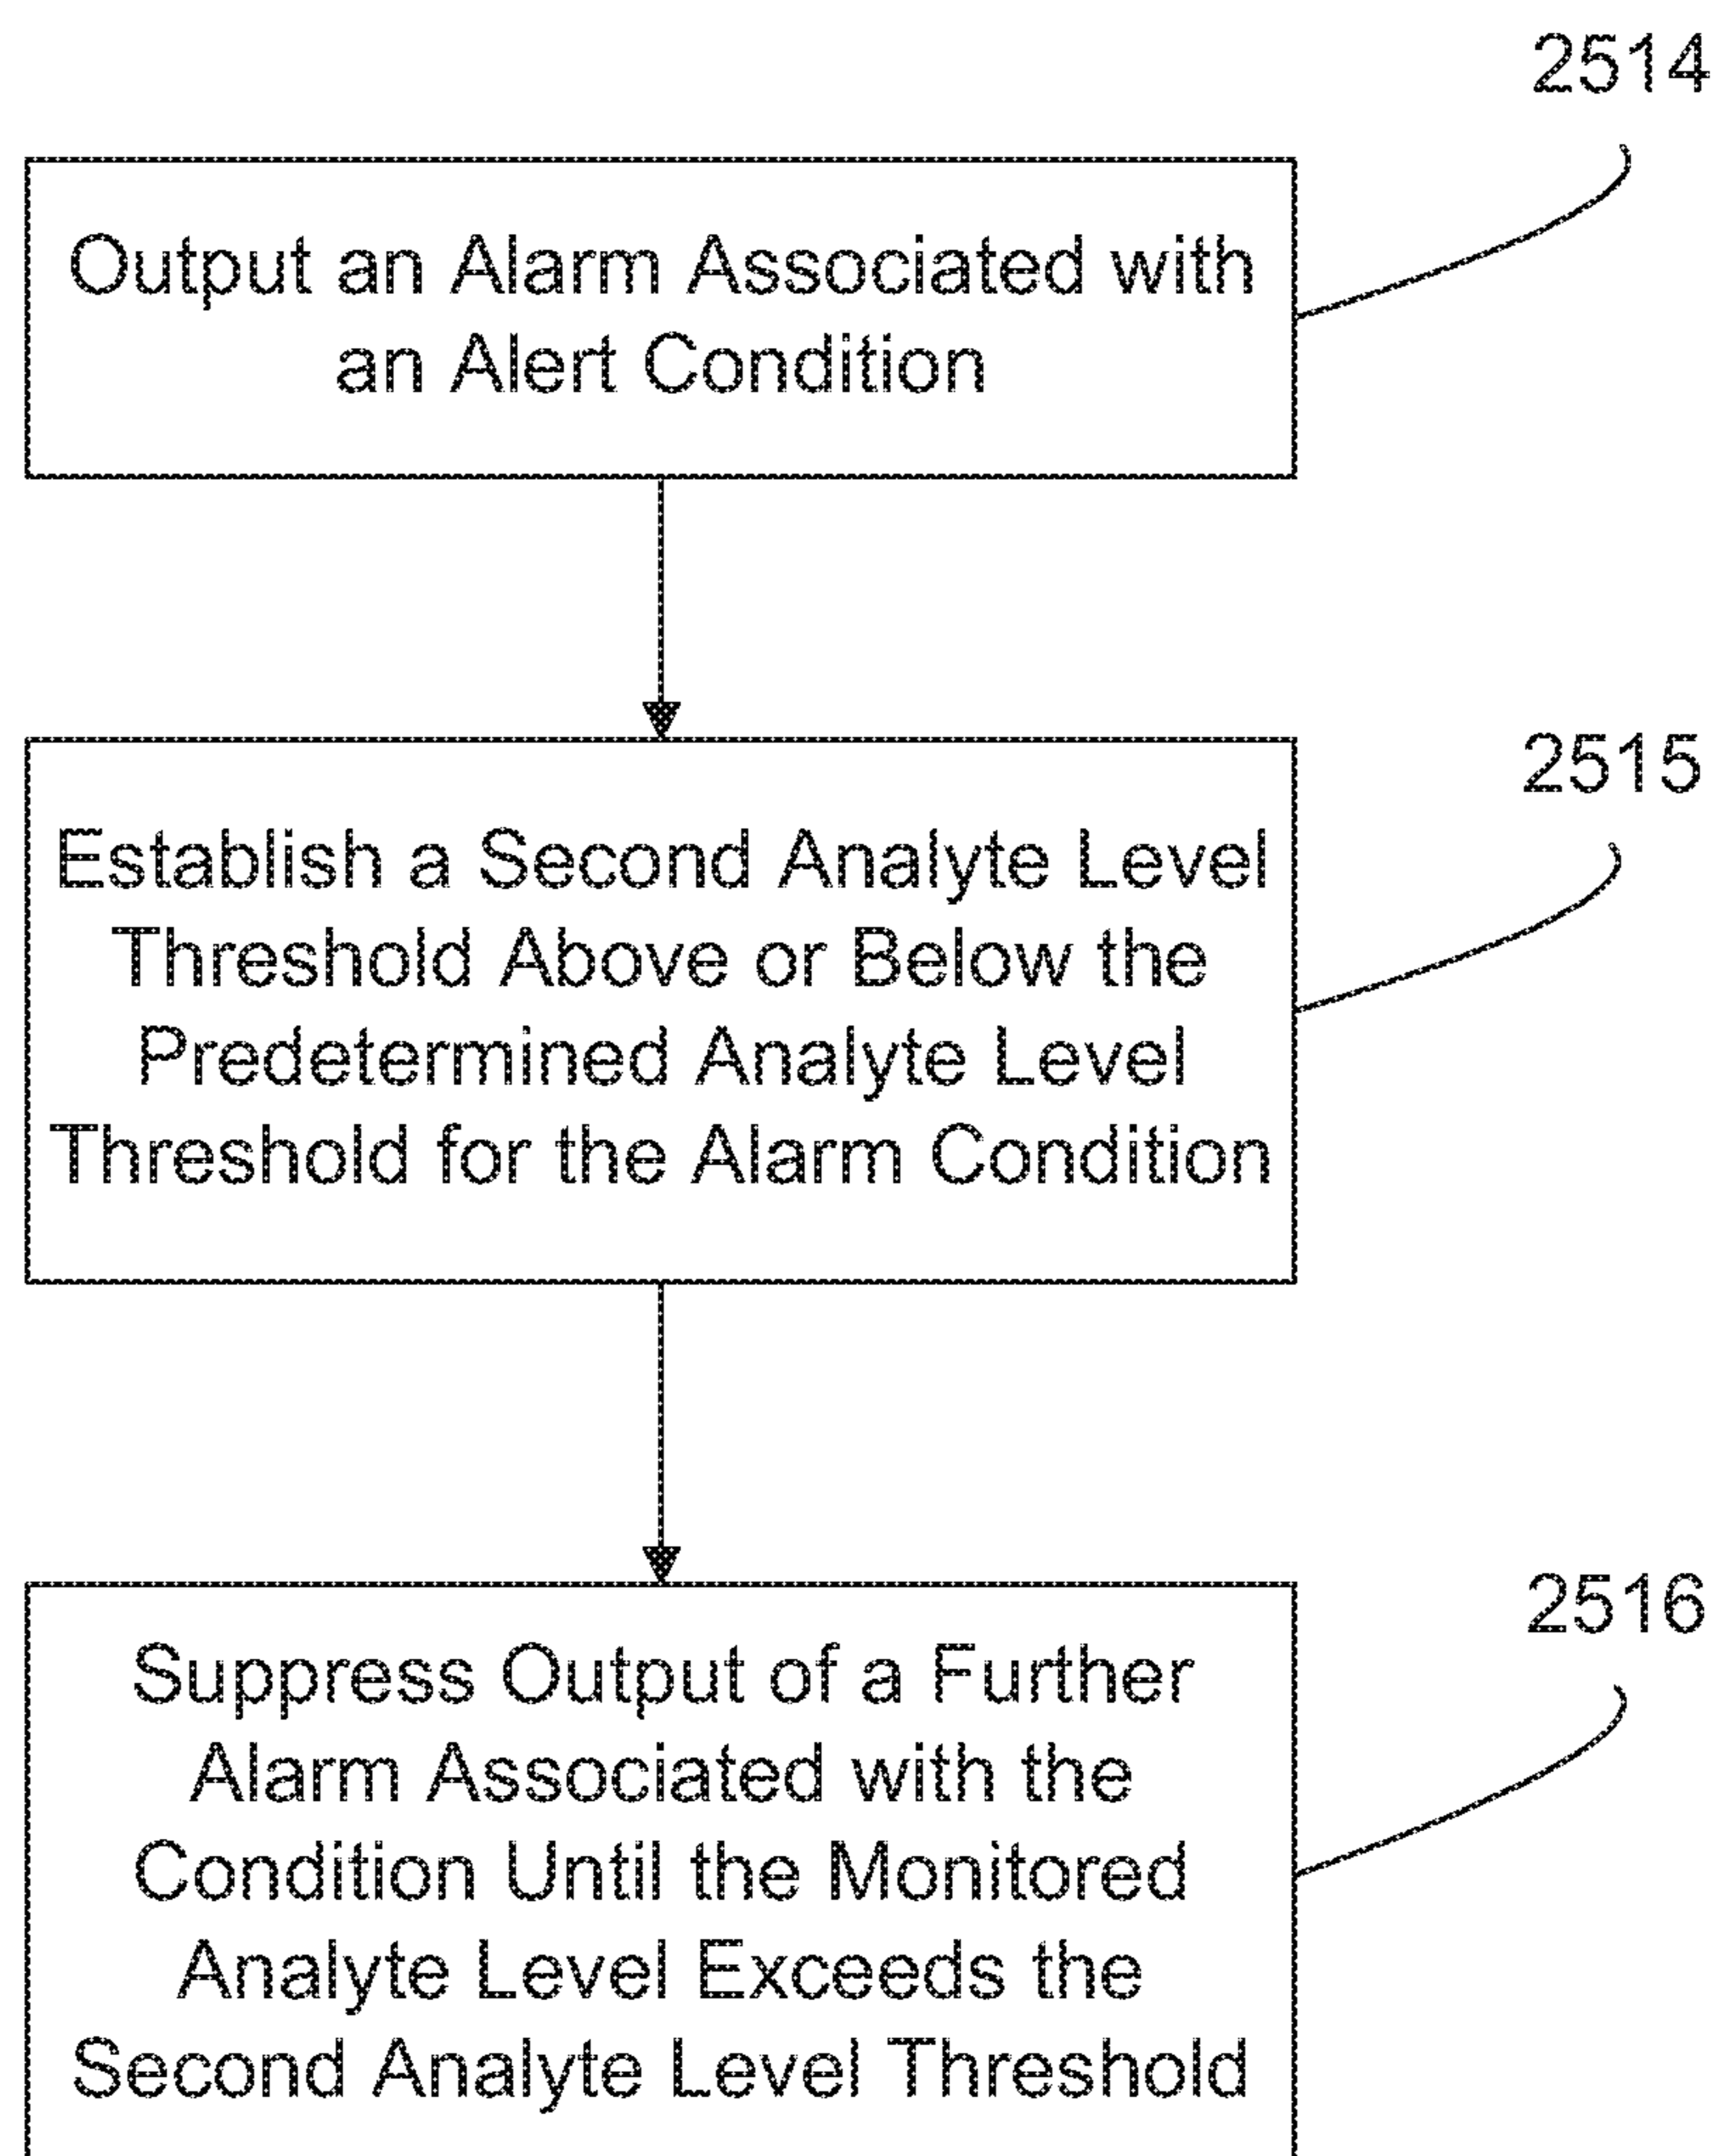 2514
Output an Alarm Associated with
an Alert Condition
2515
Establish a Second Analyte Level
Threshold Above or Below the
Predetermined Analyte Level
Threshold for the Alarm Condition
2516
Suppress Output of a Further
Alarm Associated with the
Condition Until the Monitored
Analyte Level Exceeds the
Second Analyte Level Threshold